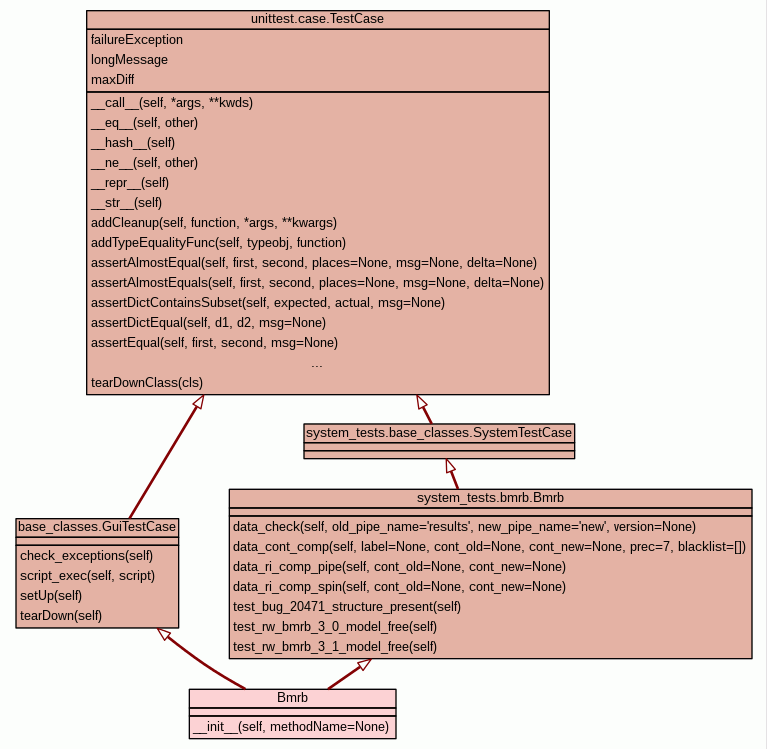 unittest.case.TestCase
failureException
longMessage
maxDiff
__call__(self, *args, **kwds)
__eq__(self, other)
__hash__(self)
__ne__(self, other)
__repr__(self)
__str__(self)
addCleanup(self, function, *args, **kwargs)
addTypeEqualityFunc(self, typeobj, function)
assertAlmostEqual(self, first, second, places=None, msg=None, delta=None)
assertAlmostEquals(self, first, second, places=None, msg=None, delta=None)
assertDictContainsSubset(self, expected, actual, msg=None)
assertDictEqual(self, d1, d2, msg=None)
assertEqual(self, first, second, msg=None)
...
tearDownClass(cls)
system_tests.base_classes.SystemTestCase
system_tests.bmrb.Bmrb
data_check(self, old_pipe_name='results', new_pipe_name='new', version=None)
data_cont_comp(self, label=None, cont_old=None, cont_new=None, prec=7, blacklist=[])
data_ri_comp_pipe(self, cont_old=None, cont_new=None)
data_ri_comp_spin(self, cont_old=None, cont_new=None)
test_bug_20471_structure_present(self)
test_rw_bmrb_3_0_model_free(self)
test_rw_bmrb_3_1_model_free(self)
base_classes.GuiTestCase
check_exceptions(self)
script_exec(self, script)
setUp(self)
tearDown(self)
Bmrb
__init__(self, methodName=None)